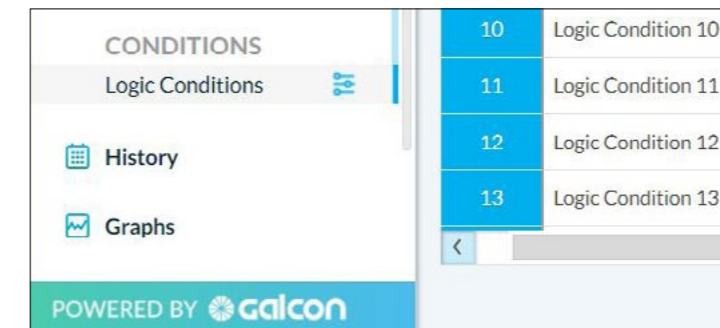 CONDITIONS
Logic Conditions
History
Graphs
POWERED BY Galcon
10 Logic Condition 10
11 Logic Condition 11
12 Logic Condition 12
13 Logic Condition 13